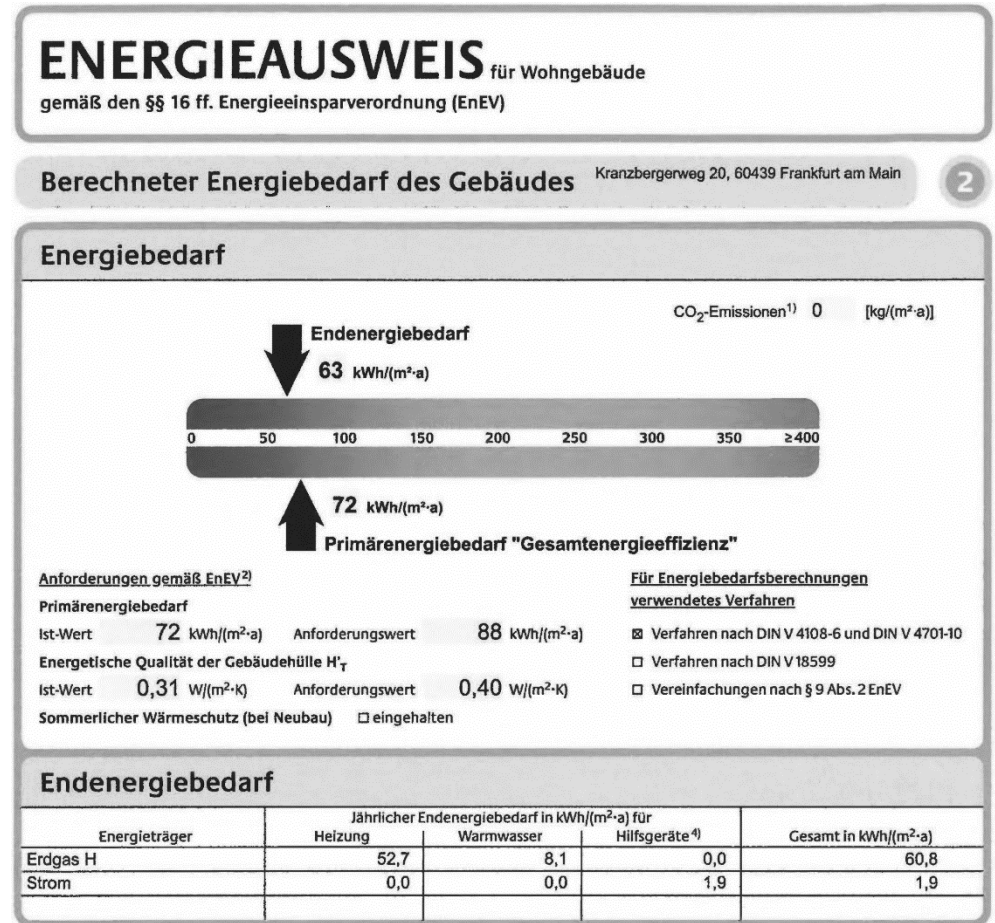 ENERGIEAUSWEIS für Wohngebäude
gemäß den §§ 16 ff. Energieeinsparverordnung (EnEV)
Berechneter Energiebedarf des Gebäudes Kranzbergerweg 20, 60439 Frankfurt am Main 2
Energiebedarf
CO2-Emissionen1) 0 [kg/(m²·a)]
Endenergiebedarf
63 kWh/(m²·a)
0 50 100 150 200 250 300 350 ≥400
72 kWh/(m²·a)
Primärenergiebedarf "Gesamtenergieeffizienz"
Anforderungen gemäß EnEV2)
Primärenergiebedarf
Ist-Wert 72 kWh/(m²·a) Anforderungswert 88 kWh/(m²·a)
Energetische Qualität der Gebäudehülle H'T
Ist-Wert 0,31 W/(m²·K) Anforderungswert 0,40 W/(m²·K)
Sommerlicher Wärmeschutz (bei Neubau) ☐ eingehalten
Für Energiebedarfsberechnungen
verwendetes Verfahren
☒ Verfahren nach DIN V 4108-6 und DIN V 4701-10
☐ Verfahren nach DIN V 18599
☐ Vereinfachungen nach § 9 Abs. 2 EnEV
Endenergiebedarf
Jährlicher Endenergiebedarf in kWh/(m²·a) für
Energieträger Heizung Warmwasser Hilfsgeräte 4) Gesamt in kWh/(m²·a)
Erdgas H 52,7 8,1 0,0 60,8
Strom 0,0 0,0 1,9 1,9